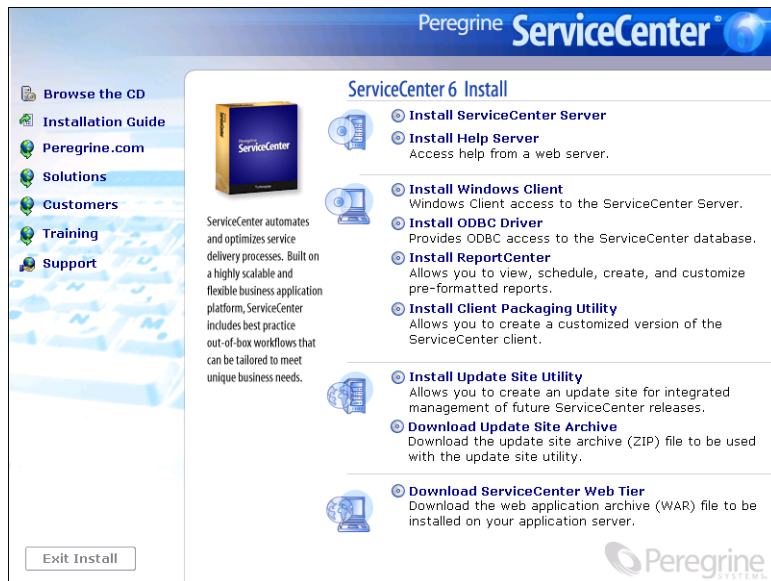 Peregrine ServiceCenter® 6
Browse the CD
Installation Guide
Peregrine.com
Solutions
Customers
Training
Support
Exit Install
Peregrine
ServiceCenter
ServiceCenter automates
and optimizes service
delivery processes. Built on
a highly scalable and
flexible business application
platform, ServiceCenter
includes best practice
out-of-box workflows that
can be tailored to meet
unique business needs.
ServiceCenter 6 Install
Install ServiceCenter Server
Install Help Server
Access help from a web server.
Install Windows Client
Windows Client access to the ServiceCenter Server.
Install ODBC Driver
Provides ODBC access to the ServiceCenter database.
Install ReportCenter
Allows you to view, schedule, create, and customize
pre-formatted reports.
Install Client Packaging Utility
Allows you to create a customized version of the
ServiceCenter client.
Install Update Site Utility
Allows you to create an update site for integrated
management of future ServiceCenter releases.
Download Update Site Archive
Download the update site archive (ZIP) file to be used
with the update site utility.
Download ServiceCenter Web Tier
Download the web application archive (WAR) file to be
installed on your application server.
Peregrine
SYSTEMS